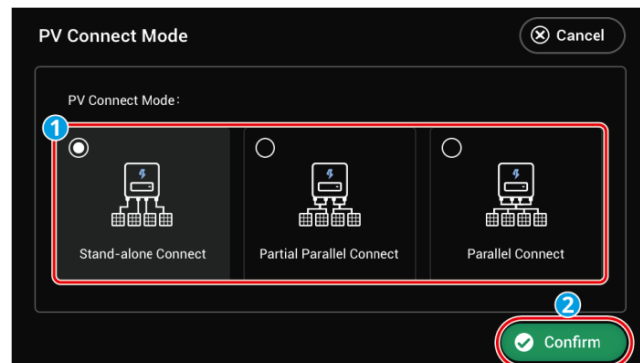 PV Connect Mode
Cancel
PV Connect Mode:
1
Stand-alone Connect
Partial Parallel Connect
Parallel Connect
2
Confirm